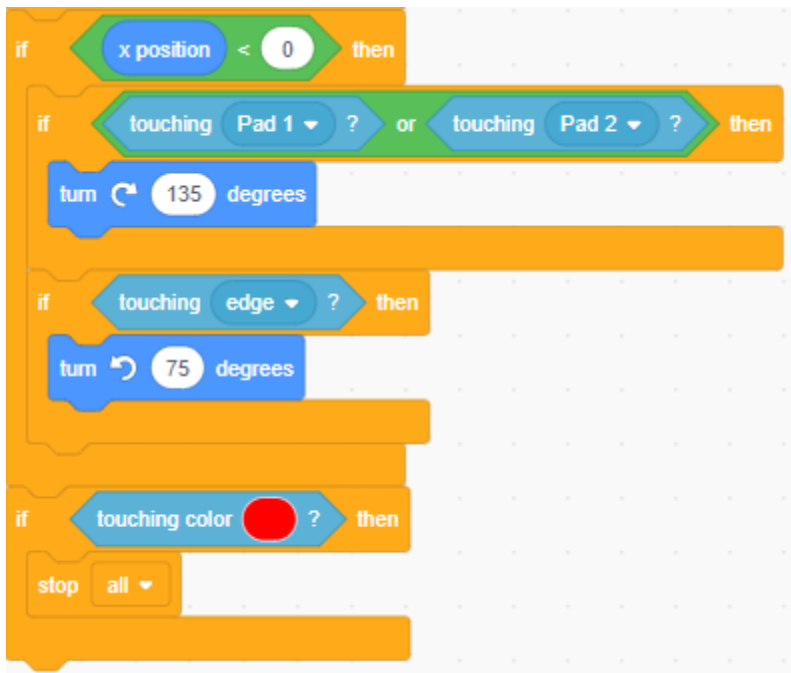 if x position < 0 then
if touching Pad 1 ? or touching Pad 2 ? then
turn 135 degrees
if touching edge ? then
turn 75 degrees
if touching color ? then
stop all